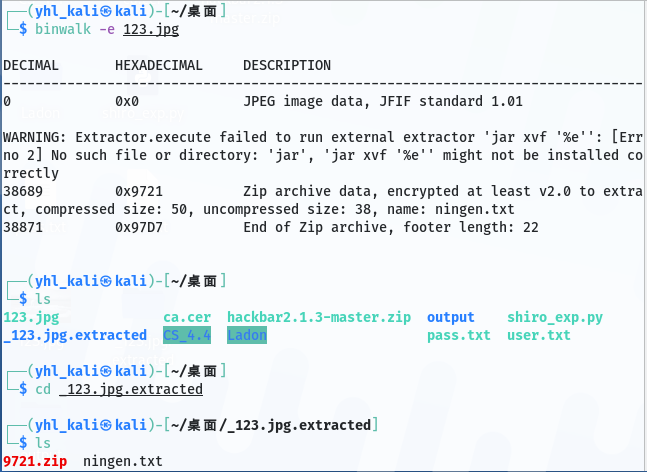 ┌──(yhl_kali㉿kali)-[~/桌面]
└─$ binwalk -e 123.jpg
DECIMAL       HEXADECIMAL     DESCRIPTION
--------------------------------------------------------------------------------
0             0x0             JPEG image data, JFIF standard 1.01
WARNING: Extractor.execute failed to run external extractor 'jar xvf '%e'': [Err
no 2] No such file or directory: 'jar', 'jar xvf '%e'' might not be installed co
rrectly
38689         0x9721          Zip archive data, encrypted at least v2.0 to extra
ct, compressed size: 50, uncompressed size: 38, name: ningen.txt
38871         0x97D7          End of Zip archive, footer length: 22
┌──(yhl_kali㉿kali)-[~/桌面]
└─$ ls
123.jpg             ca.cer  hackbar2.1.3-master.zip  output    shiro_exp.py
_123.jpg.extracted  CS_4.4  Ladon                    pass.txt  user.txt
┌──(yhl_kali㉿kali)-[~/桌面]
└─$ cd _123.jpg.extracted
┌──(yhl_kali㉿kali)-[~/桌面/_123.jpg.extracted]
└─$ ls
9721.zip  ningen.txt